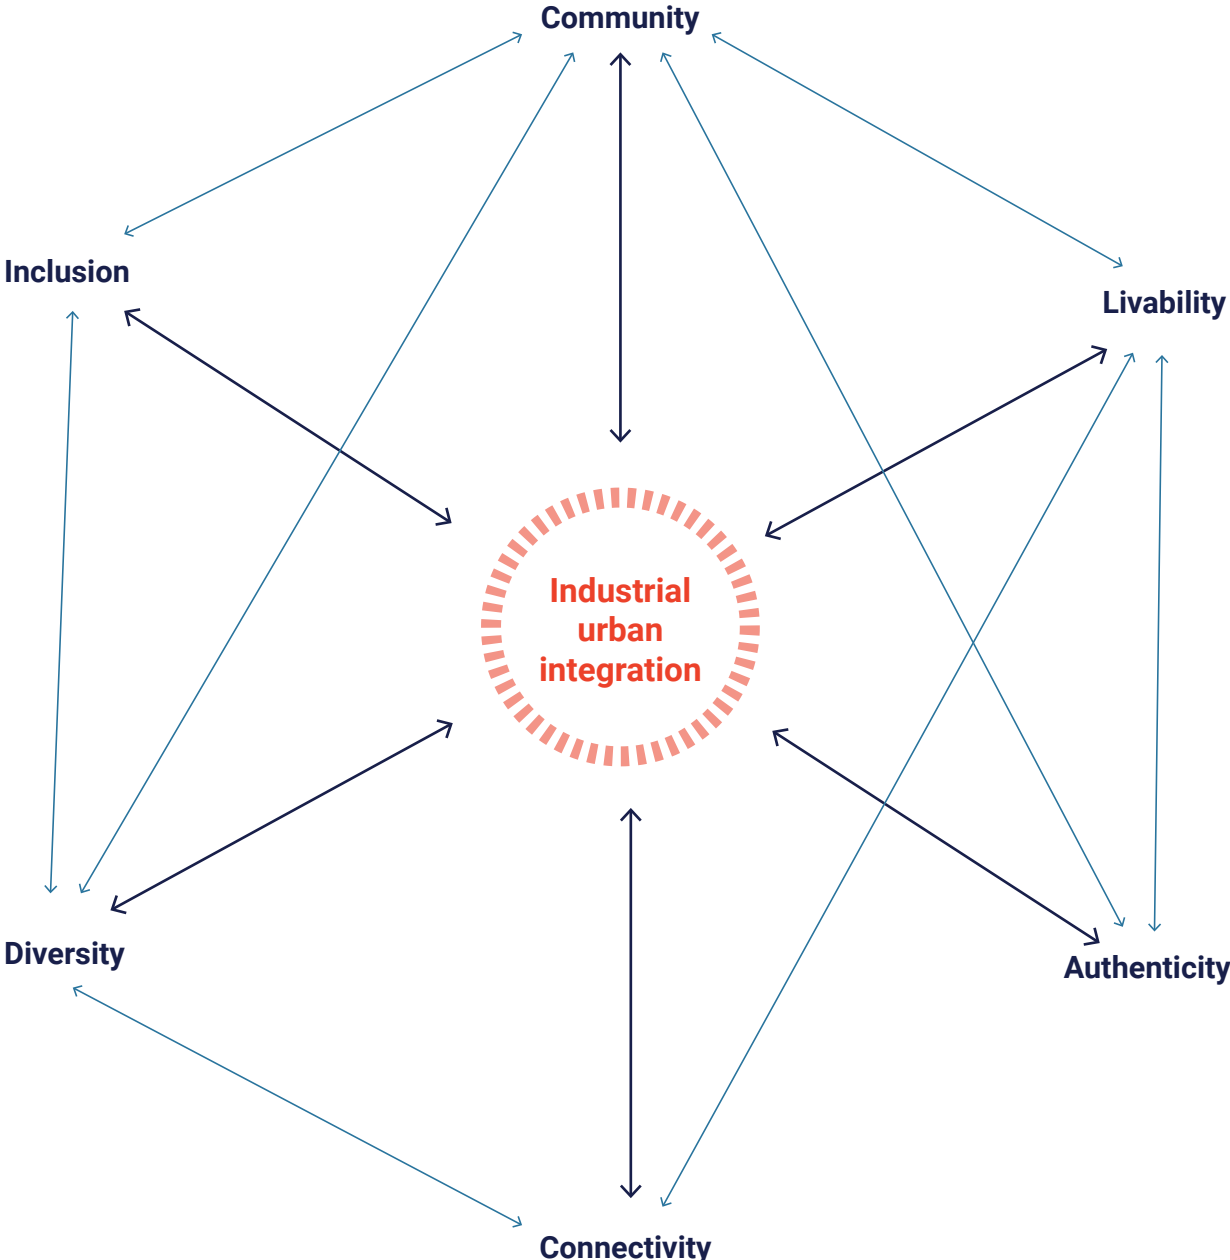 Community
Inclusion
Livability
Industrial
urban
integration
Diversity
Authenticity
Connectivity